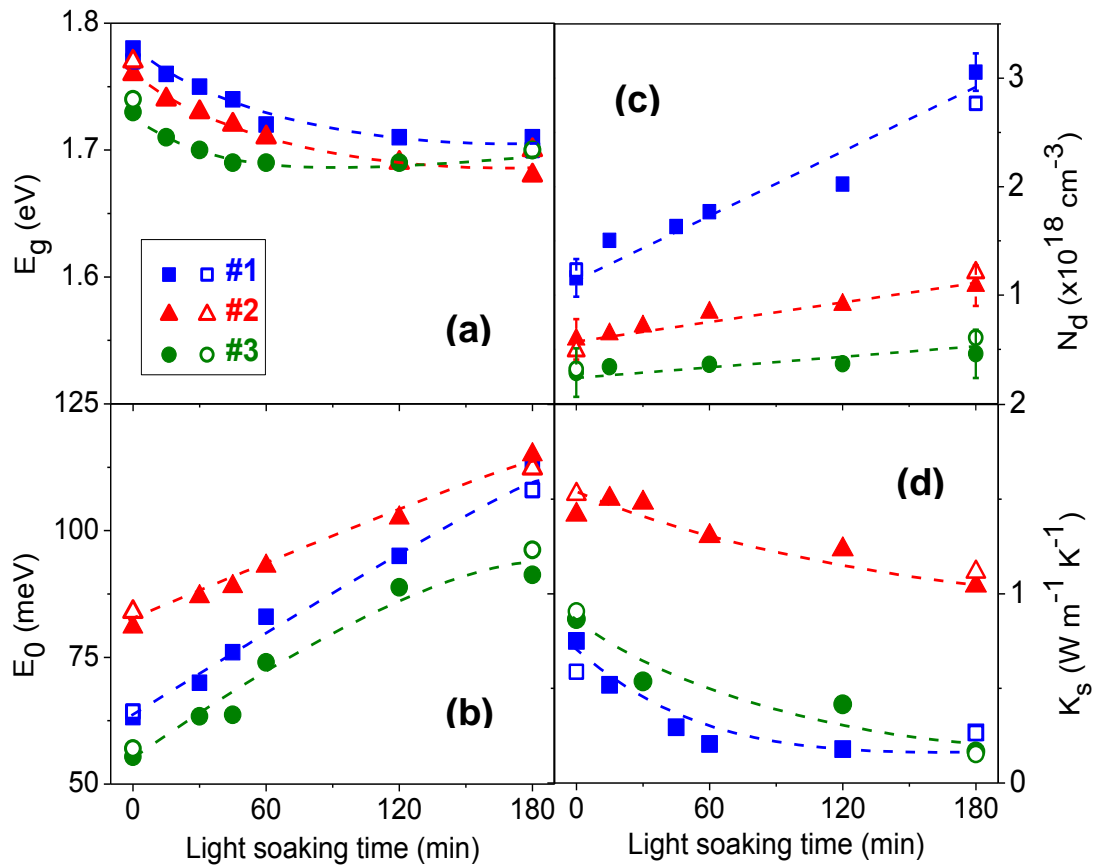 1.8
1.7
1.6
125
100
75
50
E_g (eV)
E_0 (meV)
#1
#2
#3
(a)
(b)
0 60 120 180
Light soaking time (min)
(c)
(d)
3
2
1
2
1
0
N_d (x10^18 cm^-3)
K_s (W m^-1 K^-1)
0 60 120 180
Light soaking time (min)